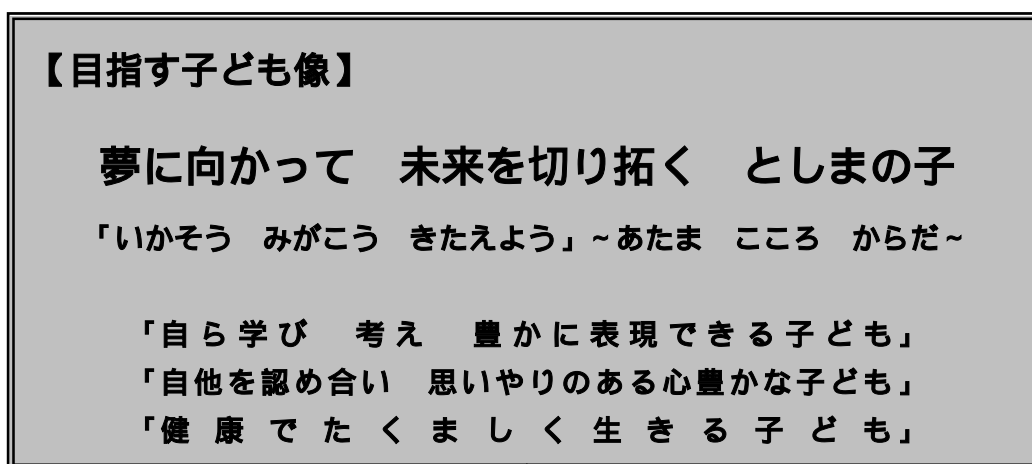 【目指す子ども像】
夢に向かって　未来を切り拓く　としまの子
「いかそう　みがこう　きたえよう」~あたま　こころ　からだ~
「自ら学び　考え　豊かに表現できる子ども」
「自他を認め合い　思いやりのある心豊かな子ども」
「健康でたくましく生きる子ども」